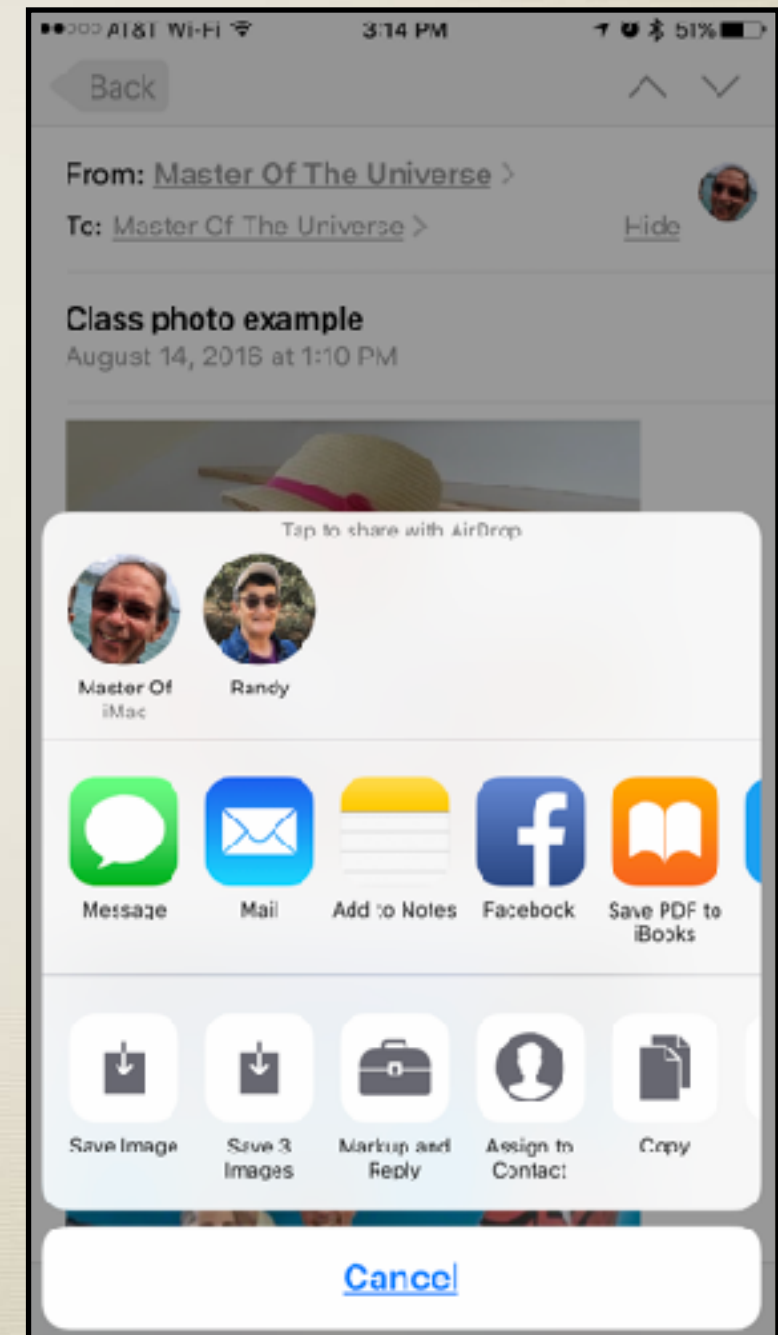 AT&T Wi-Fi 3:14 PM 51%
Back
From: Master Of The Universe >
To: Master Of The Universe > Hide
Class photo example
August 14, 2016 at 1:10 PM
Tap to share with AirDrop
Master Of
iMac
Randy
Message
Mail
Add to Notes
Facebook
Save PDF to
iBooks
Save Image
Save 3
Images
Markup and
Reply
Assign to
Contact
Copy
Cancel